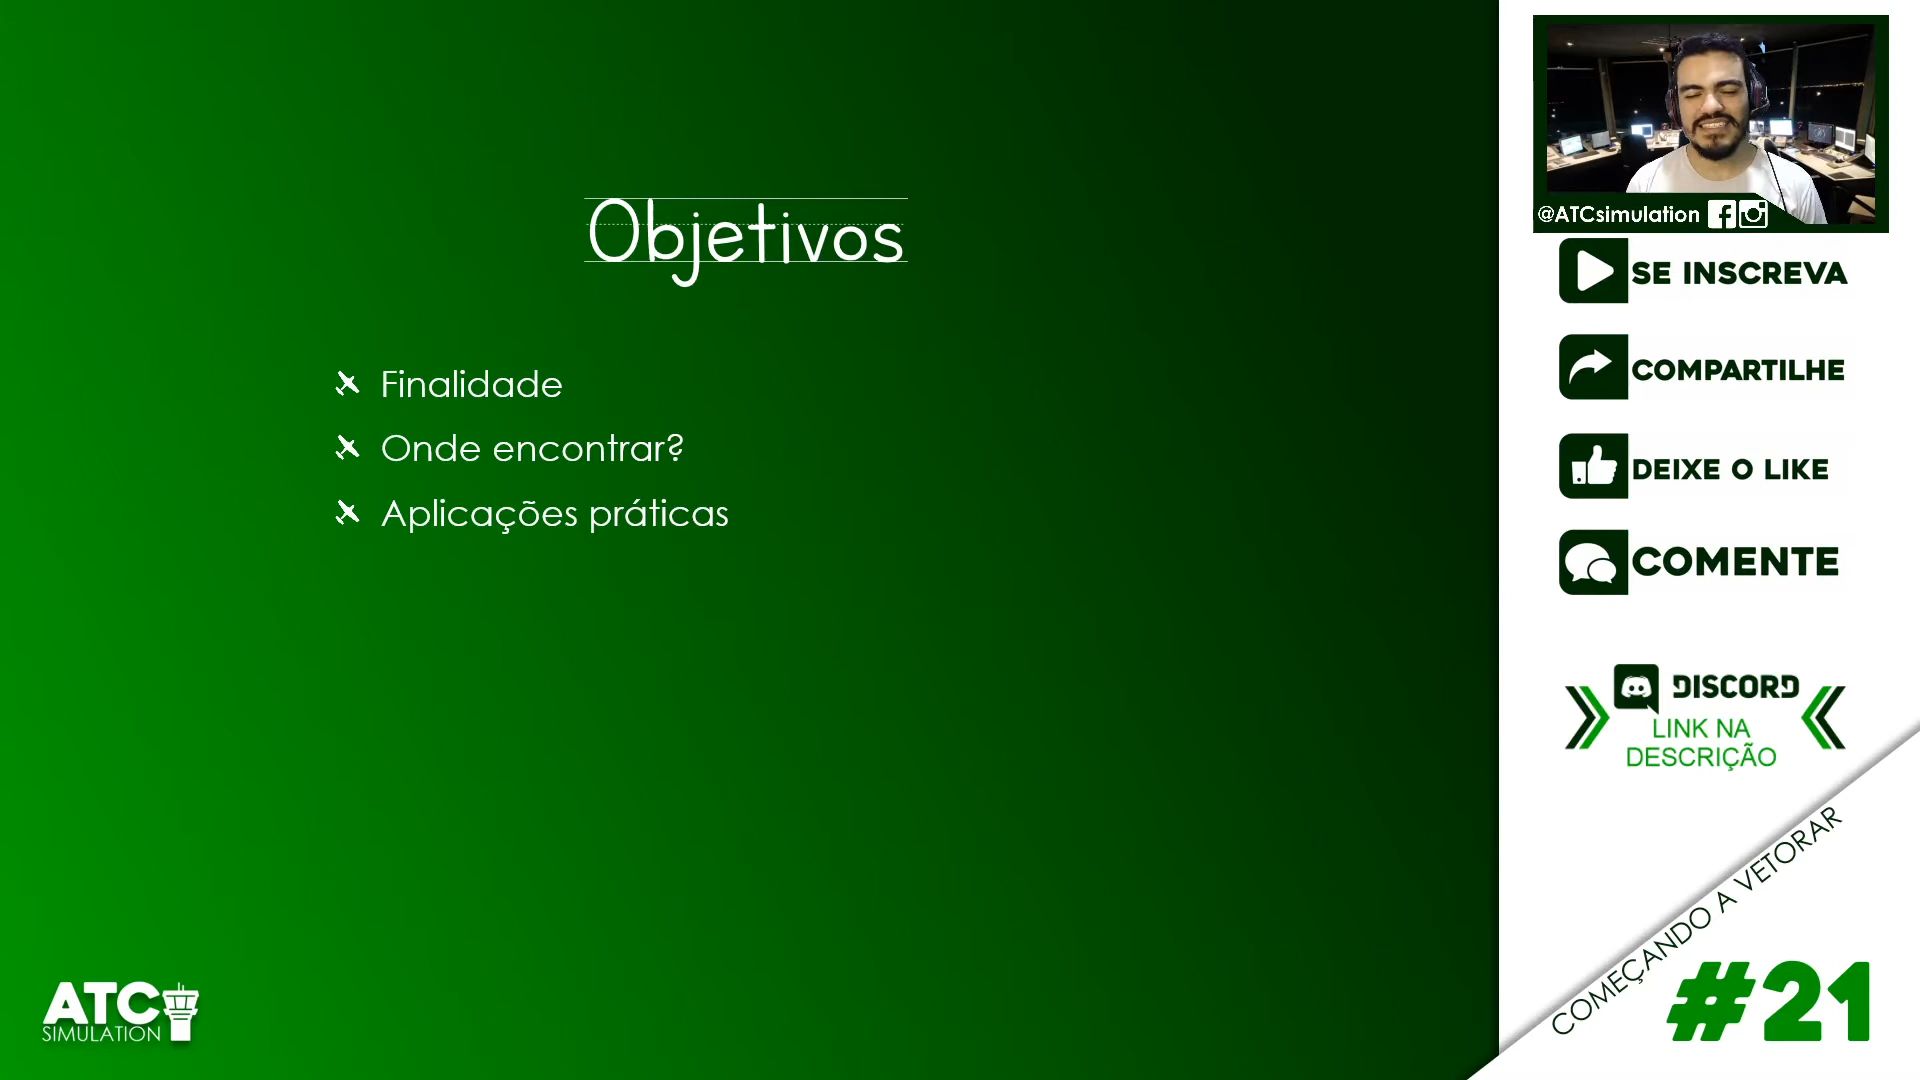 Objetivos
Finalidade
Onde encontrar?
Aplicações práticas
ATC
SIMULATION
@ATCsimulation
SE INSCREVA
COMPARTILHE
DEIXE O LIKE
COMENTE
DISCORD
LINK NA
DESCRIÇÃO
COMEÇANDO A VETORAR
#21